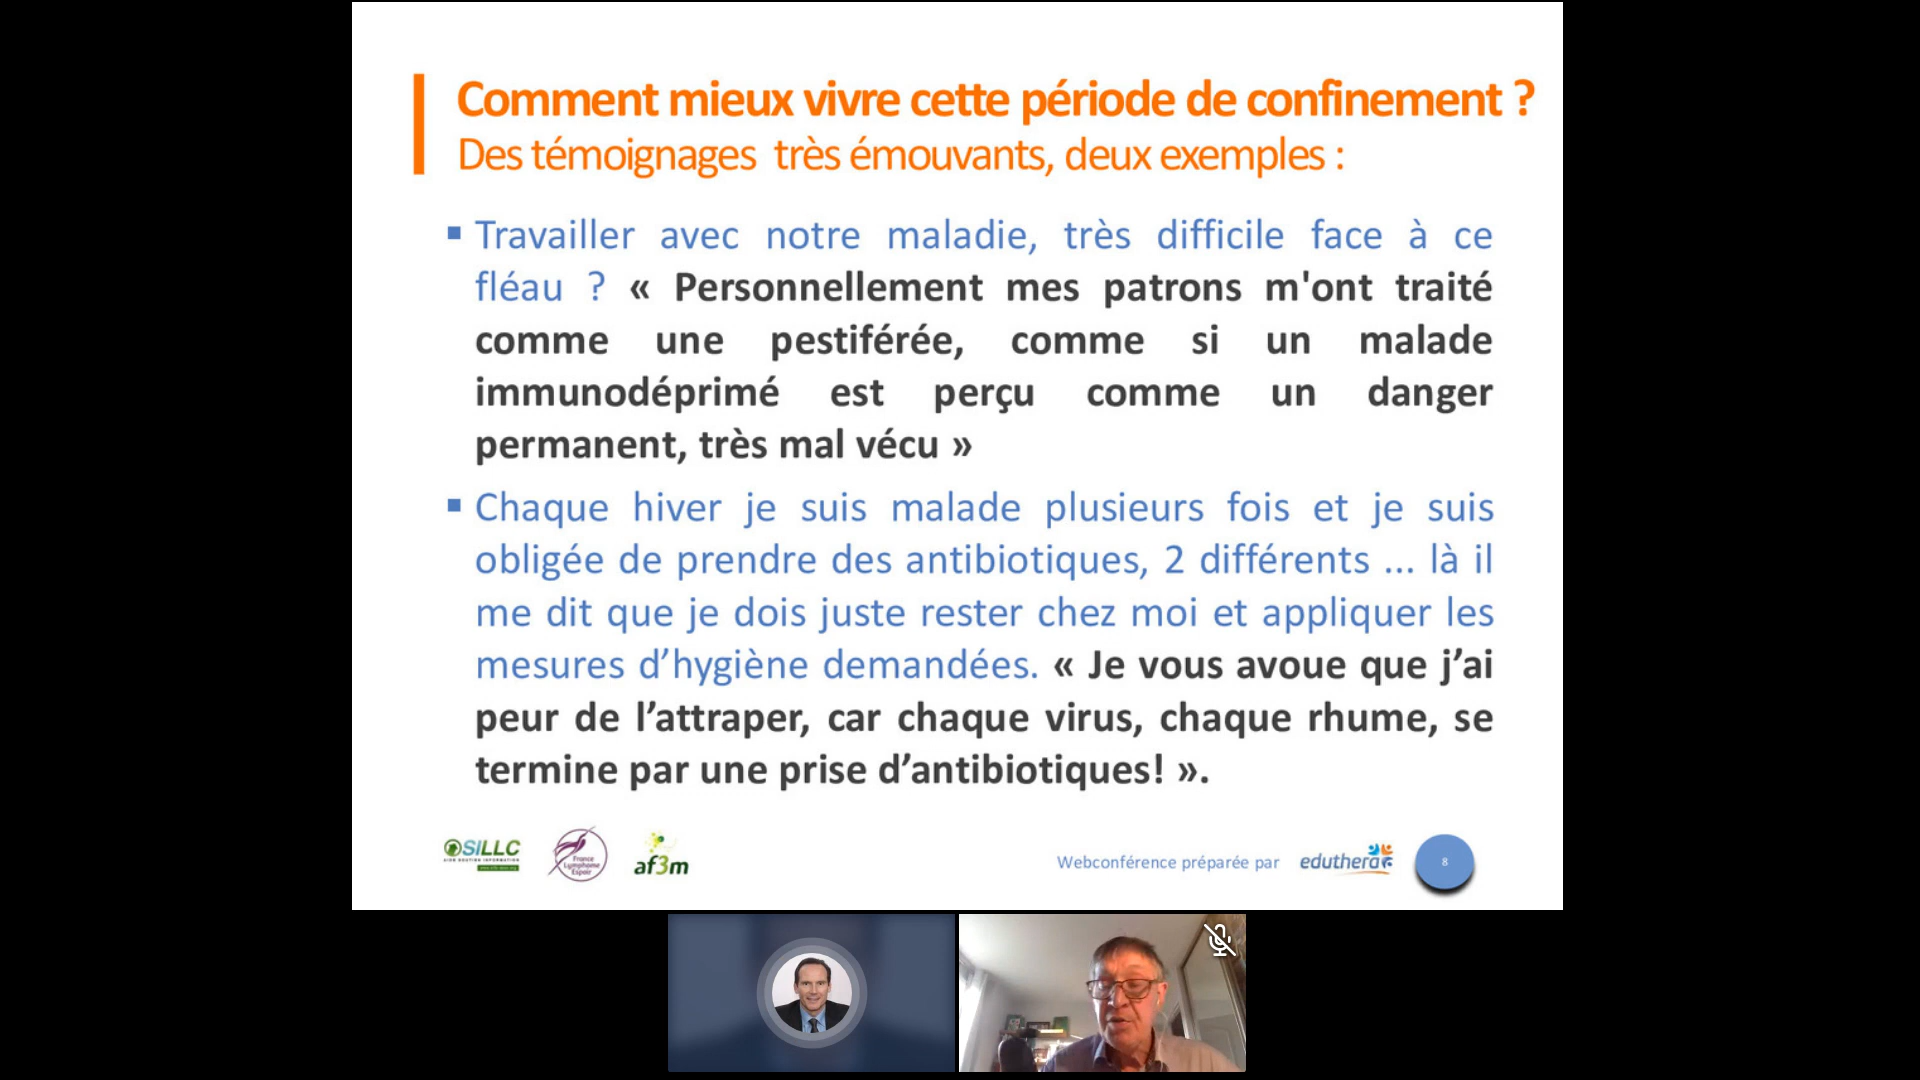 Comment mieux vivre cette période de confinement ?
Des témoignages très émouvants, deux exemples :
Travailler avec notre maladie, très difficile face à ce
fléau ? « Personnellement mes patrons m'ont traité
comme une pestiférée, comme si un malade
immunodéprimé est perçu comme un danger
permanent, très mal vécu »
Chaque hiver je suis malade plusieurs fois et je suis
obligée de prendre des antibiotiques, 2 différents ... là il
me dit que je dois juste rester chez moi et appliquer les
mesures d’hygiène demandées. « Je vous avoue que j’ai
peur de l’attraper, car chaque virus, chaque rhume, se
termine par une prise d’antibiotiques! ».
SILLC
France
Lymphome
Espoir
af3m
Webconférence préparée par
eduthera
8